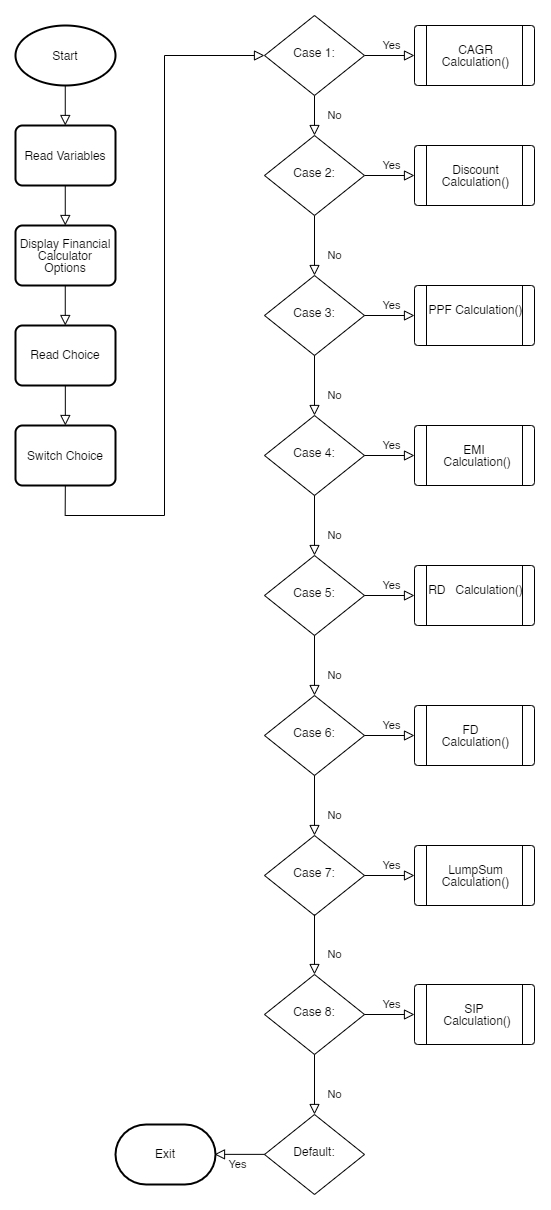 Start
Read Variables
Display Financial
Calculator
Options
Read Choice
Switch Choice
Case 1:
Yes
CAGR
Calculation()
No
Case 2:
Yes
Discount
Calculation()
No
Case 3:
Yes
PPF Calculation()
No
Case 4:
Yes
EMI
Calculation()
No
Case 5:
Yes
RD Calculation()
No
Case 6:
Yes
FD
Calculation()
No
Case 7:
Yes
LumpSum
Calculation()
No
Case 8:
Yes
SIP
Calculation()
No
Default:
Yes
Exit